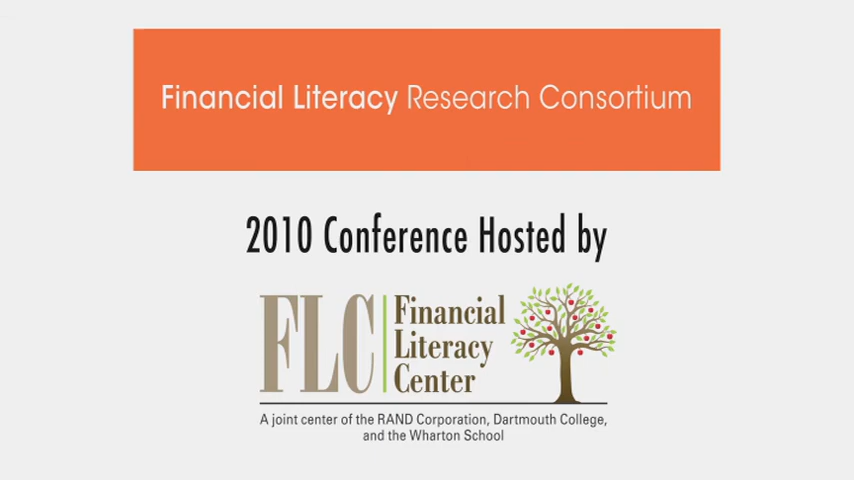 Financial Literacy Research Consortium
2010 Conference Hosted by
FLC
Financial
Literacy
Center
A joint center of the RAND Corporation, Dartmouth College,
and the Wharton School